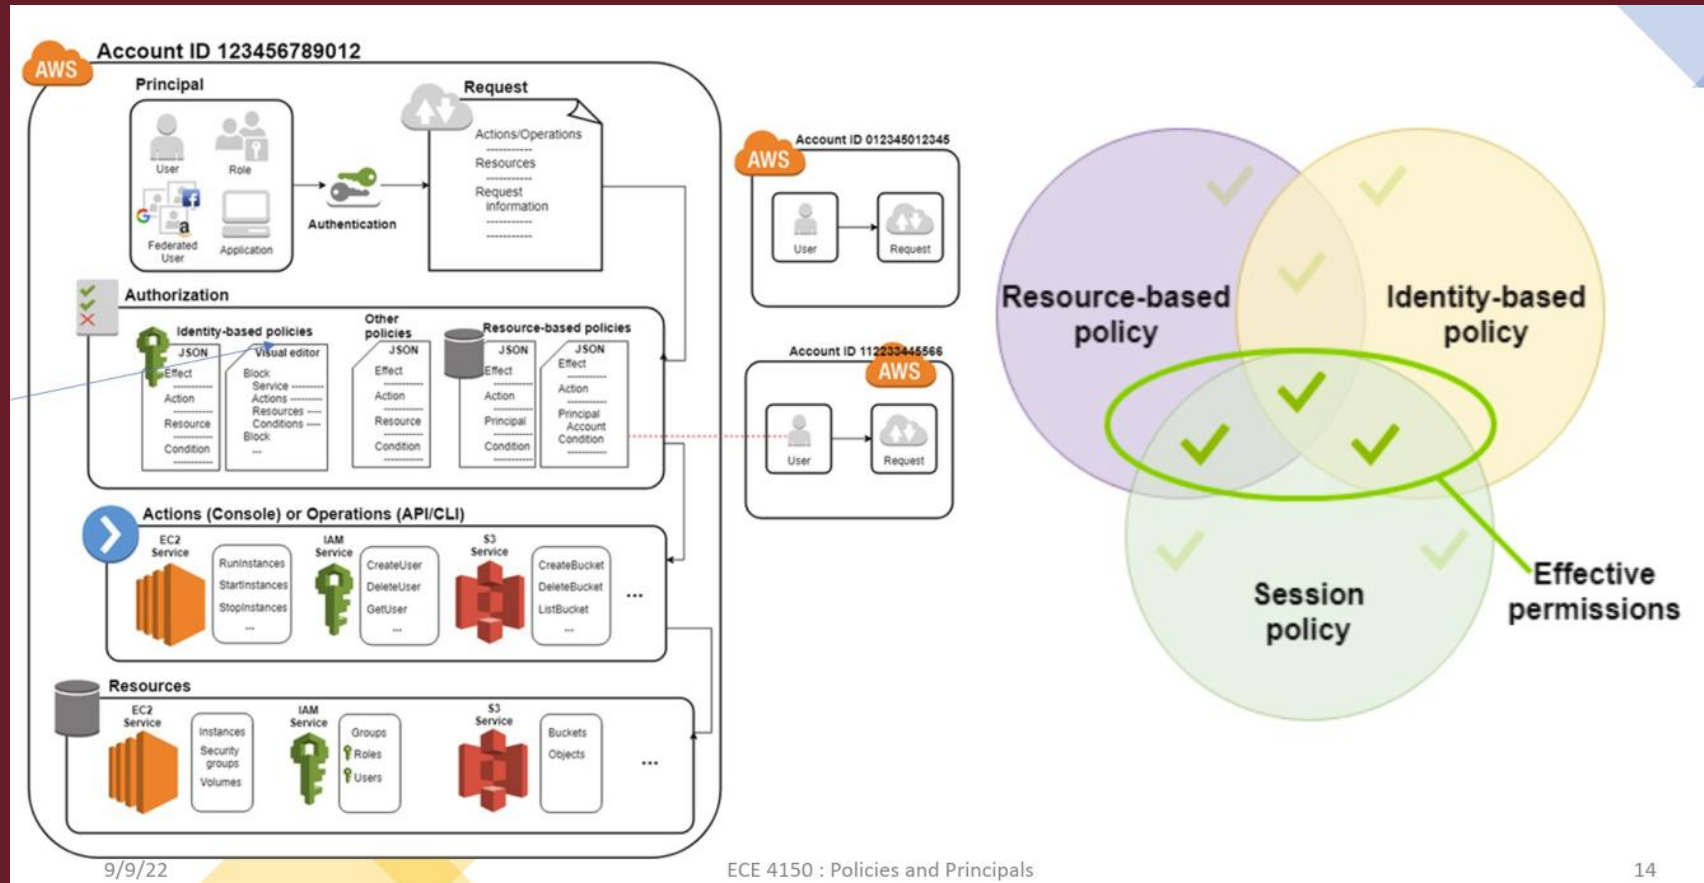 AWS
Account ID 123456789012
Principal
User
Role
G
f
a
Federated
User
Application
Authentication
Request
Actions/Operations
-----------
Resources
-----------
Request
information
-----------
-----------
Authorization
Identity-based policies
JSON
Effect
----------
Action
----------
Resource
----------
Condition
----------
Visual editor
Block
Service --------
Actions --------
Resources ----
Conditions ----
Block
...
Other
policies
JSON
Effect
----------
Action
----------
Resource
----------
Condition
----------
Resource-based policies
JSON
Effect
----------
Action
----------
Principal
----------
Condition
----------
JSON
Effect
----------
Action
----------
Principal
Account
Condition
----------
Actions (Console) or Operations (API/CLI)
EC2
Service
RunInstances
StartInstances
StopInstances
...
IAM
Service
CreateUser
DeleteUser
GetUser
...
S3
Service
CreateBucket
DeleteBucket
ListBucket
...
...
Resources
EC2
Service
Instances
Security
groups
Volumes
IAM
Service
Groups
Roles
Users
S3
Service
Buckets
Objects
...
AWS
Account ID 012345012345
User
Request
Account ID 112233445566
AWS
User
Request
Resource-based
policy
Identity-based
policy
Session
policy
Effective
permissions
9/9/22
ECE 4150 : Policies and Principals
14